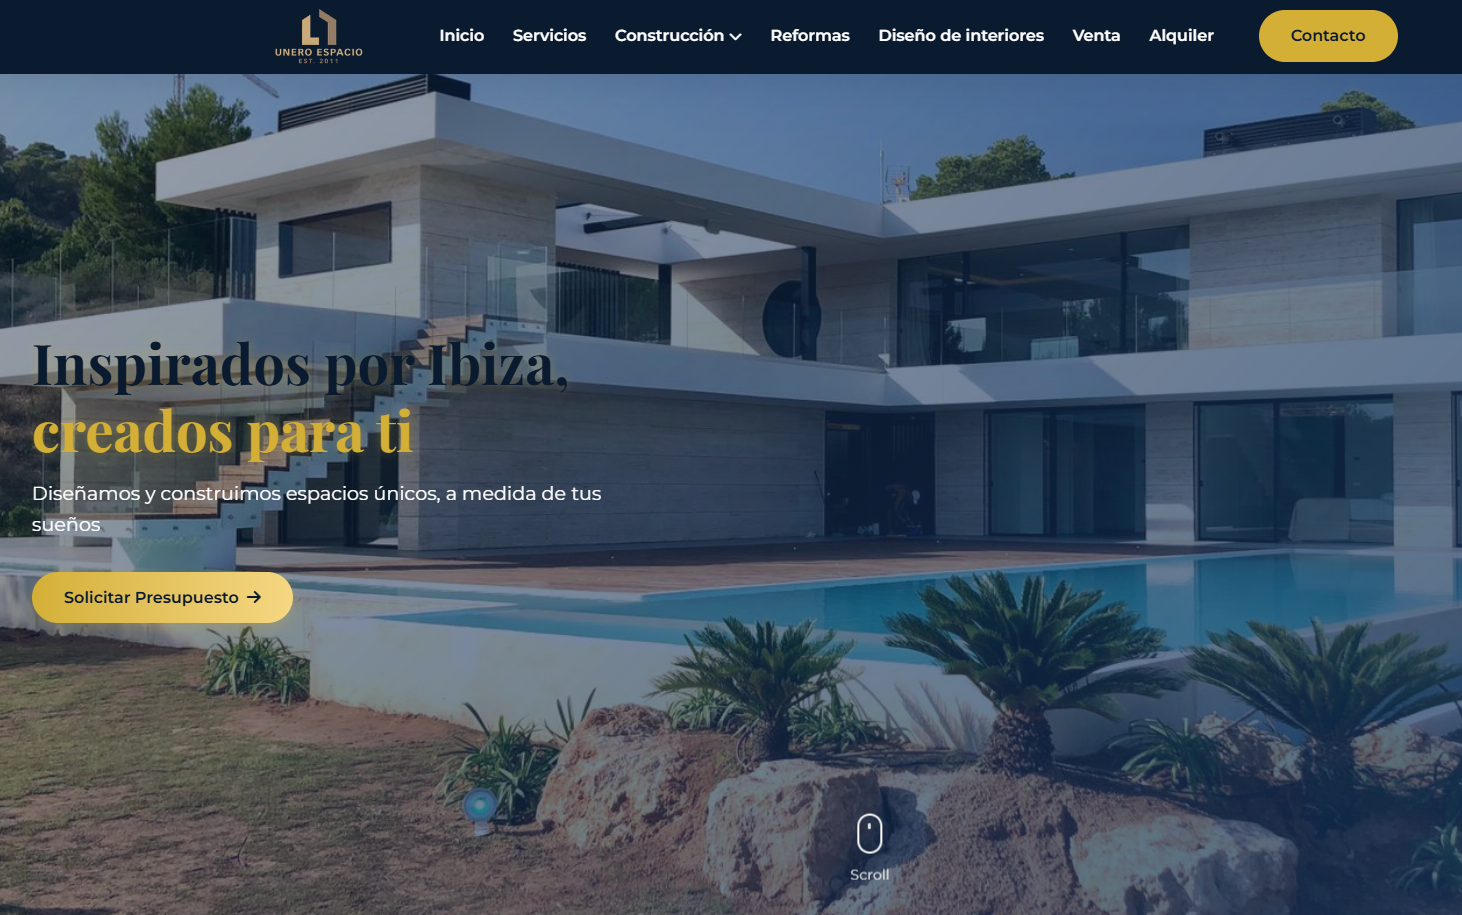 UNERO ESPACIO
EST. 2011
Inicio Servicios Construcción Reformas Diseño de interiores Venta Alquiler Contacto
Inspirados por Ibiza,
creados para ti
Diseñamos y construimos espacios únicos, a medida de tus
sueños
Solicitar Presupuesto →
Scroll